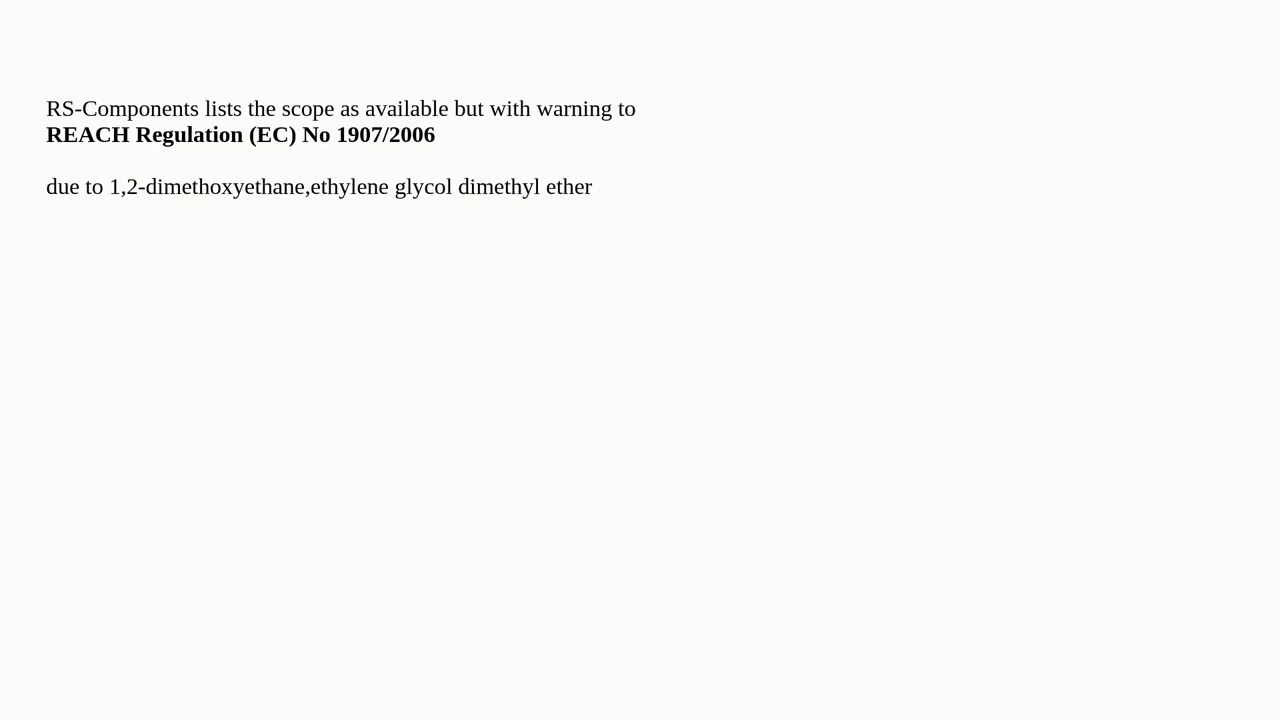 RS-Components lists the scope as available but with warning to
REACH Regulation (EC) No 1907/2006
due to 1,2-dimethoxyethane,ethylene glycol dimethyl ether